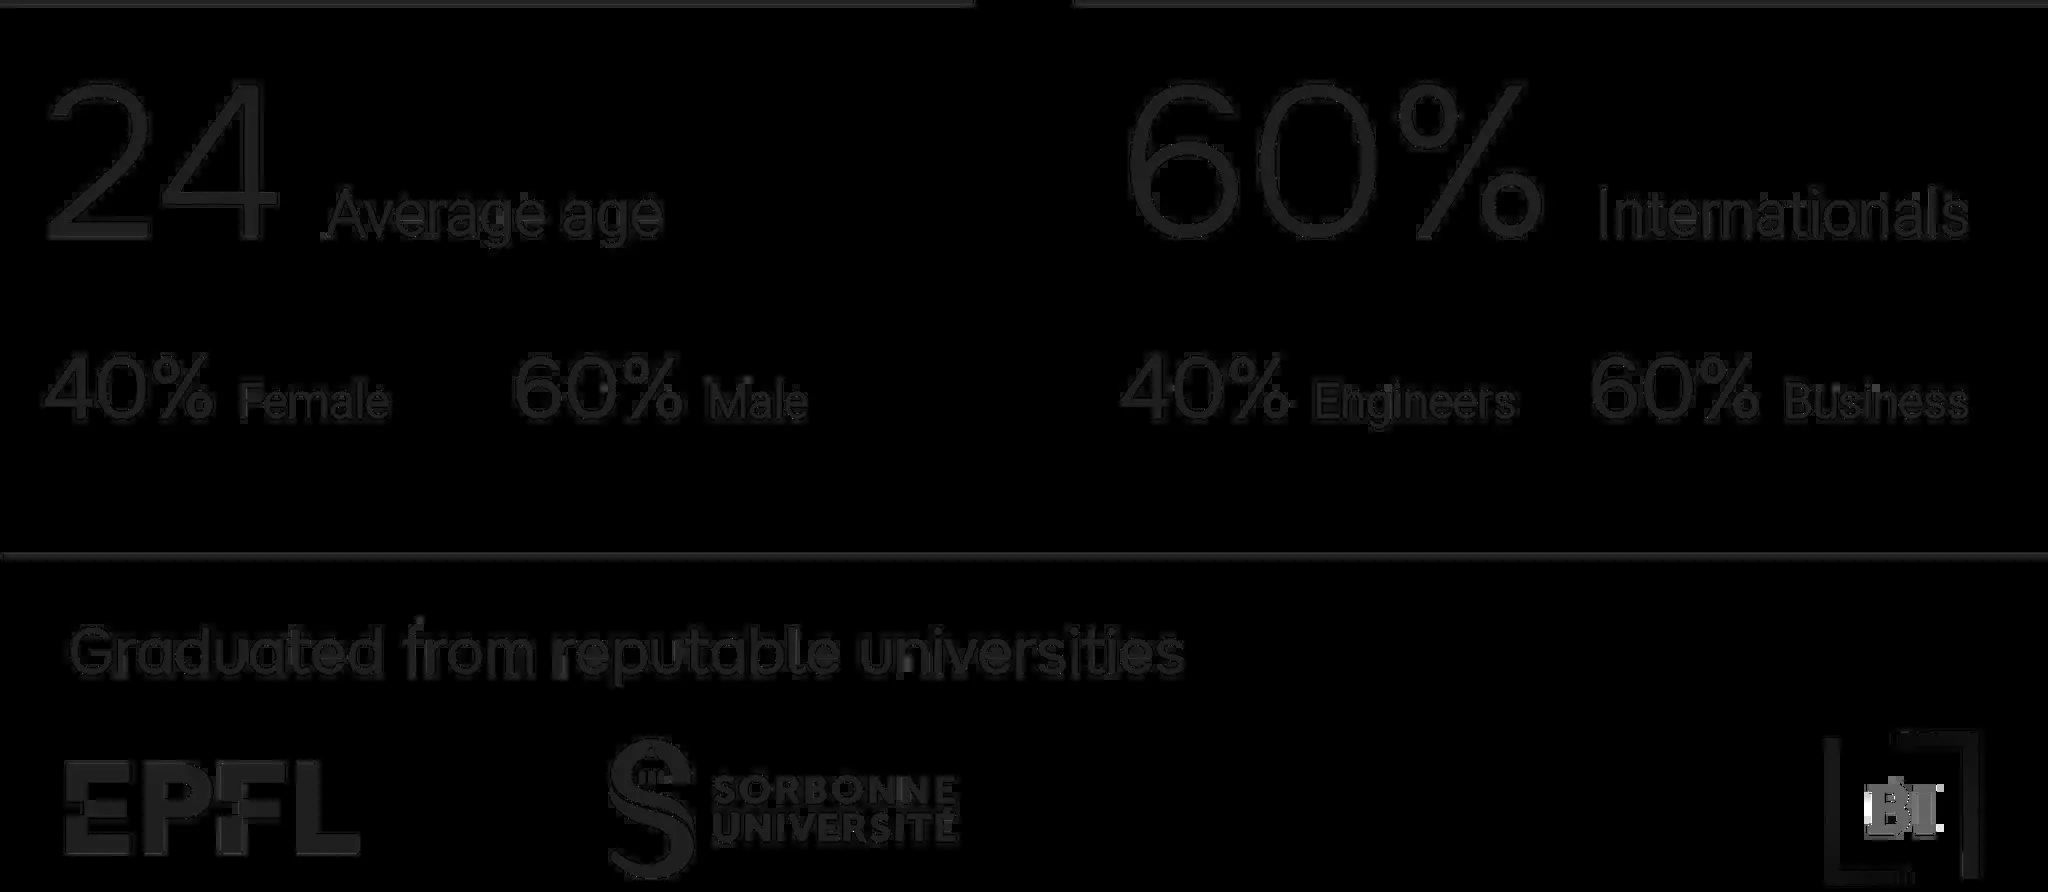 24 Average age
60% Internationals
40% Female 60% Male
40% Engineers 60% Business
Graduated from reputable universities
EPFL
SORBONNE
UNIVERSITÉ
BI